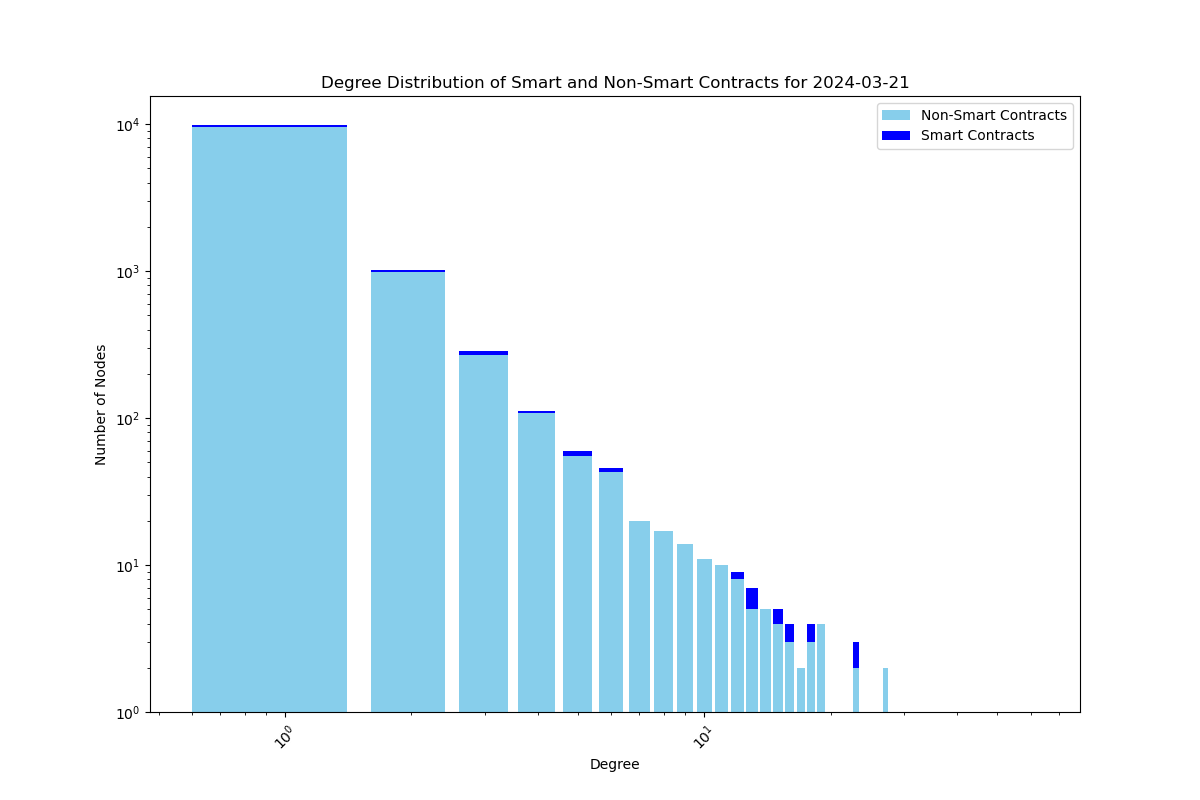 Degree Distribution of Smart and Non-Smart Contracts for 2024-03-21
Non-Smart Contracts
Smart Contracts
Number of Nodes
10⁴
10³
10²
10¹
10⁰
10⁰
10¹
Degree